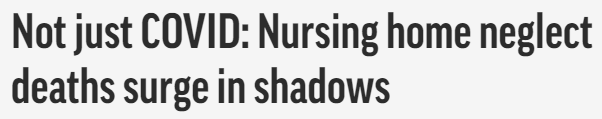 Not just COVID: Nursing home neglect
deaths surge in shadows